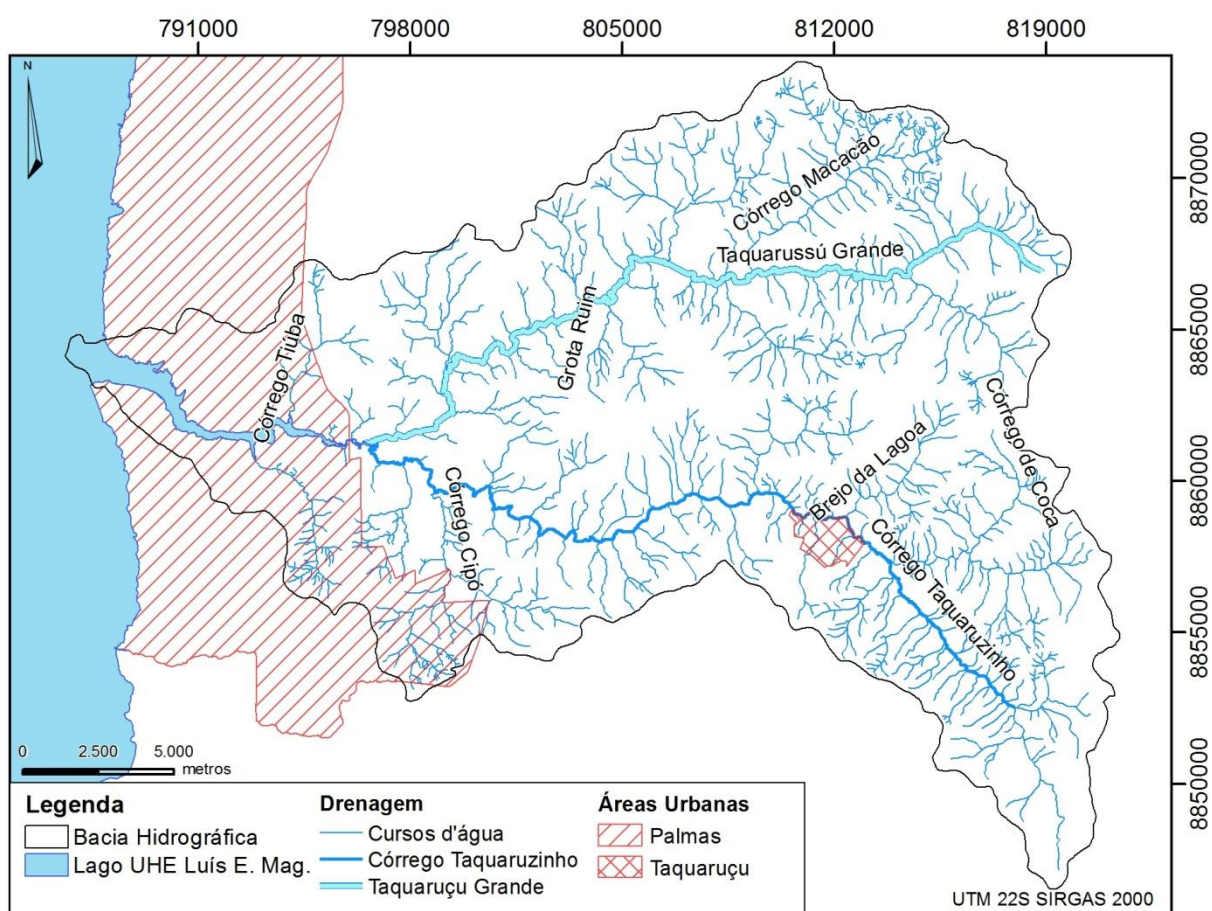 791000
798000
805000
812000
819000
N
8870000
8865000
8860000
8855000
8850000
Córrego Macacão
Taquarussú Grande
Grota Ruim
Córrego Tiúba
Córrego de Coca
Brejo da Lagoa
Córrego Cipó
Córrego Taquaruzinho
0 2.500 5.000
metros
Legenda
Bacia Hidrográfica
Lago UHE Luís E. Mag.
Drenagem
Cursos d'água
Córrego Taquaruzinho
Taquaruçu Grande
Áreas Urbanas
Palmas
Taquaruçu
UTM 22S SIRGAS 2000